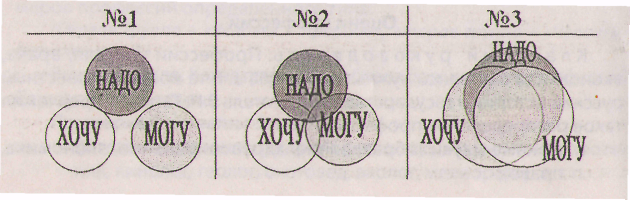 №1 №2 №3
НАДО НАДО НАДО
ХОЧУ МОГУ ХОЧУ МОГУ ХОЧУ МОГУ